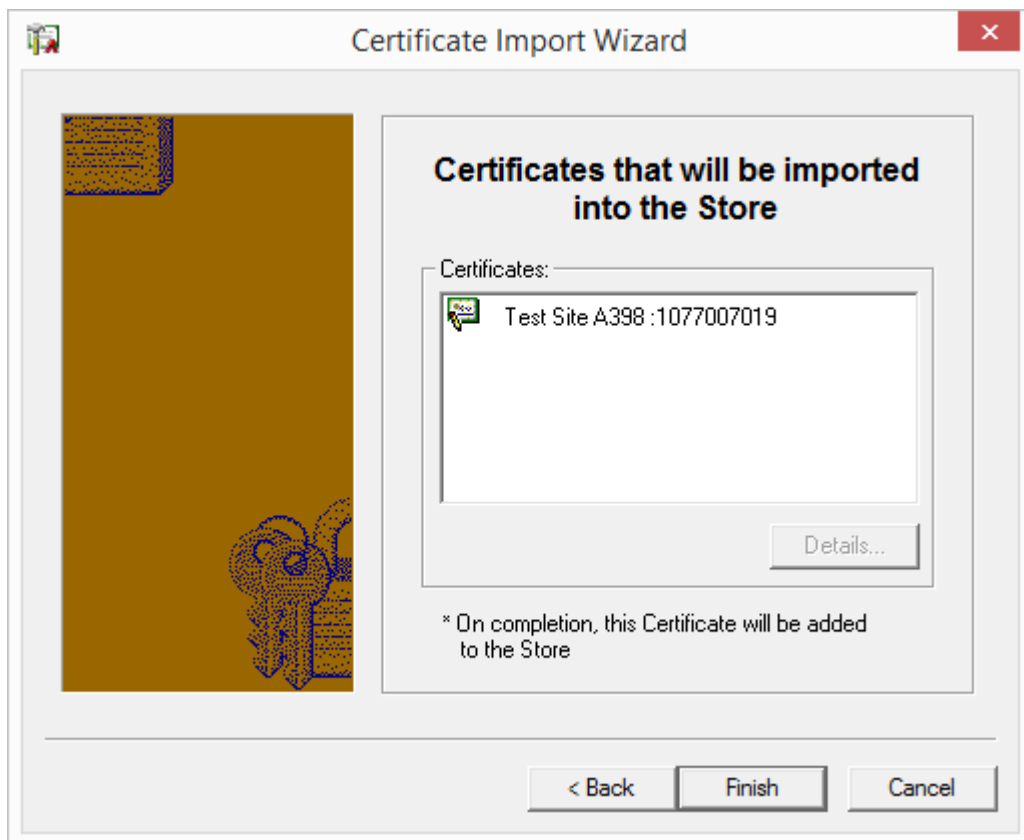 Certificate Import Wizard
Certificates that will be imported
into the Store
Certificates:
Test Site A398 :1077007019
Details...
* On completion, this Certificate will be added
to the Store
< Back
Finish
Cancel